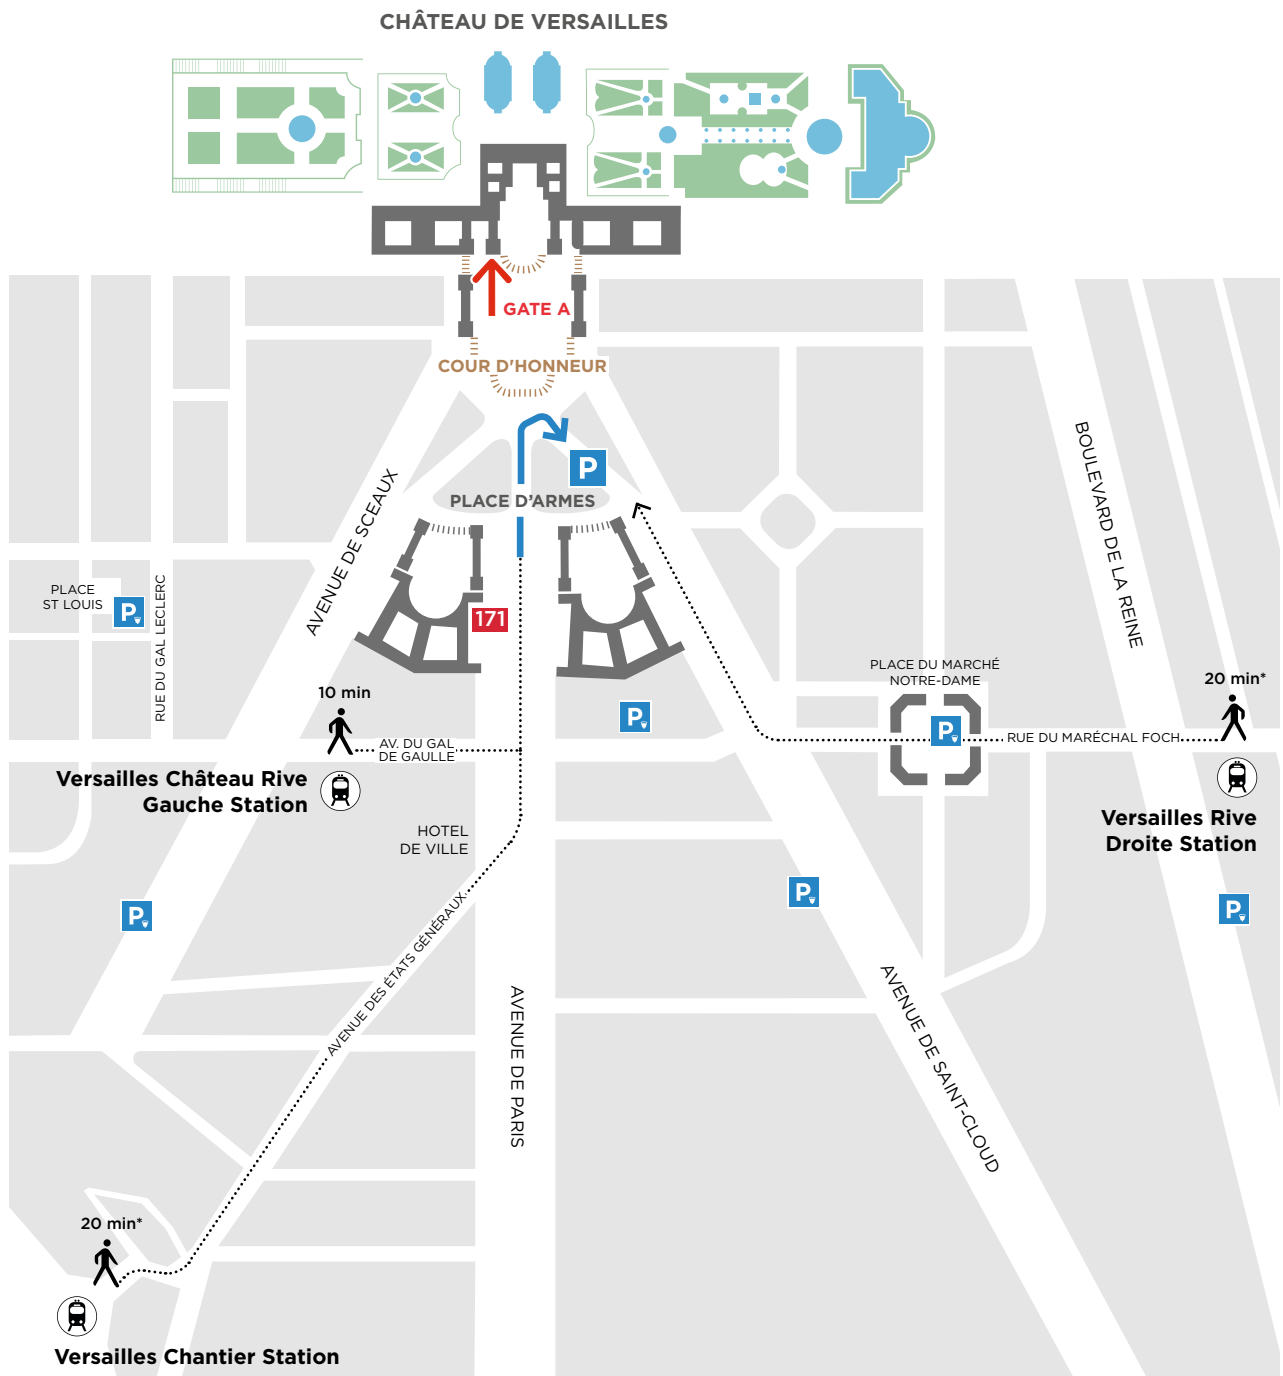 CHÂTEAU DE VERSAILLES
GATE A
COUR D'HONNEUR
P
PLACE D'ARMES
AVENUE DE SCEAUX
BOULEVARD DE LA REINE
PLACE
ST LOUIS
P
RUE DU GAL LECLERC
171
10 min
AV. DU GAL
DE GAULLE
Versailles Château Rive
Gauche Station
P
PLACE DU MARCHÉ
NOTRE-DAME
P
RUE DU MARÉCHAL FOCH
20 min*
Versailles Rive
Droite Station
HOTEL
DE VILLE
P
P
P
AVENUE DES ÉTATS GÉNÉRAUX
AVENUE DE PARIS
AVENUE DE SAINT-CLOUD
20 min*
Versailles Chantier Station